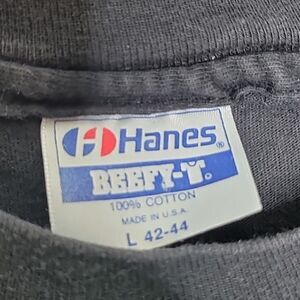 Hanes®
BEEFY-T®
100% COTTON
MADE IN U.S.A.
L 42-44